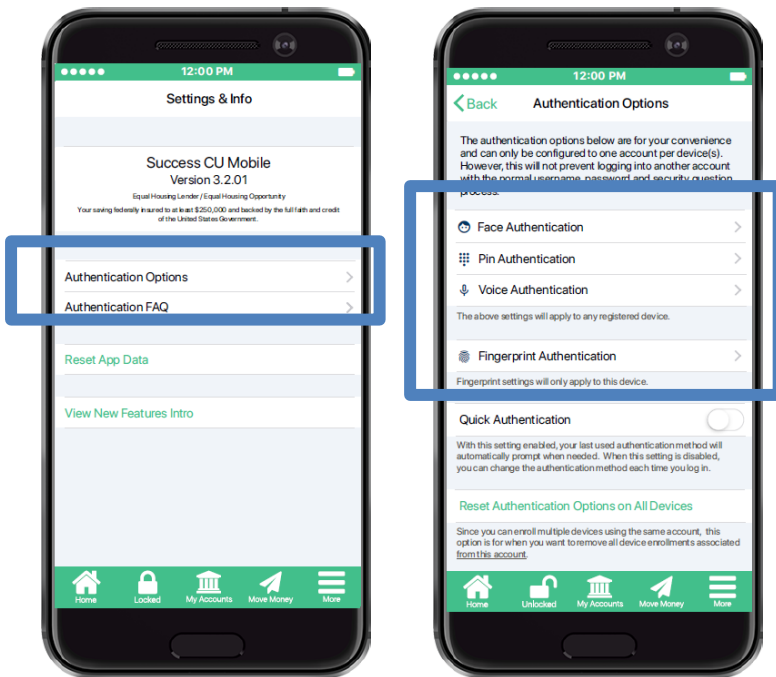 12:00 PM
Settings & Info
Success CU Mobile
Version 3.2.01
Equal Housing Lender / Equal Housing Opportunity
Your saving federally insured to at least $250,000 and backed by the full faith and credit
of the United States Government.
Authentication Options
Authentication FAQ
Reset App Data
View New Features Intro
Home
Locked
My Accounts
Move Money
More
12:00 PM
Back
Authentication Options
The authentication options below are for your convenience
and can only be configured to one account per device(s).
However, this will not prevent logging into another account
with the normal username, password and security question
process.
Face Authentication
Pin Authentication
Voice Authentication
The above settings will apply to any registered device.
Fingerprint Authentication
Fingerprint settings will only apply to this device.
Quick Authentication
With this setting enabled, your last used authentication method will
automatically prompt when needed. When this setting is disabled,
you can change the authentication method each time you log in.
Reset Authentication Options on All Devices
Since you can enroll multiple devices using the same account, this
option is for when you want to remove all device enrollments associated
from this account.
Home
Unlocked
My Accounts
Move Money
More